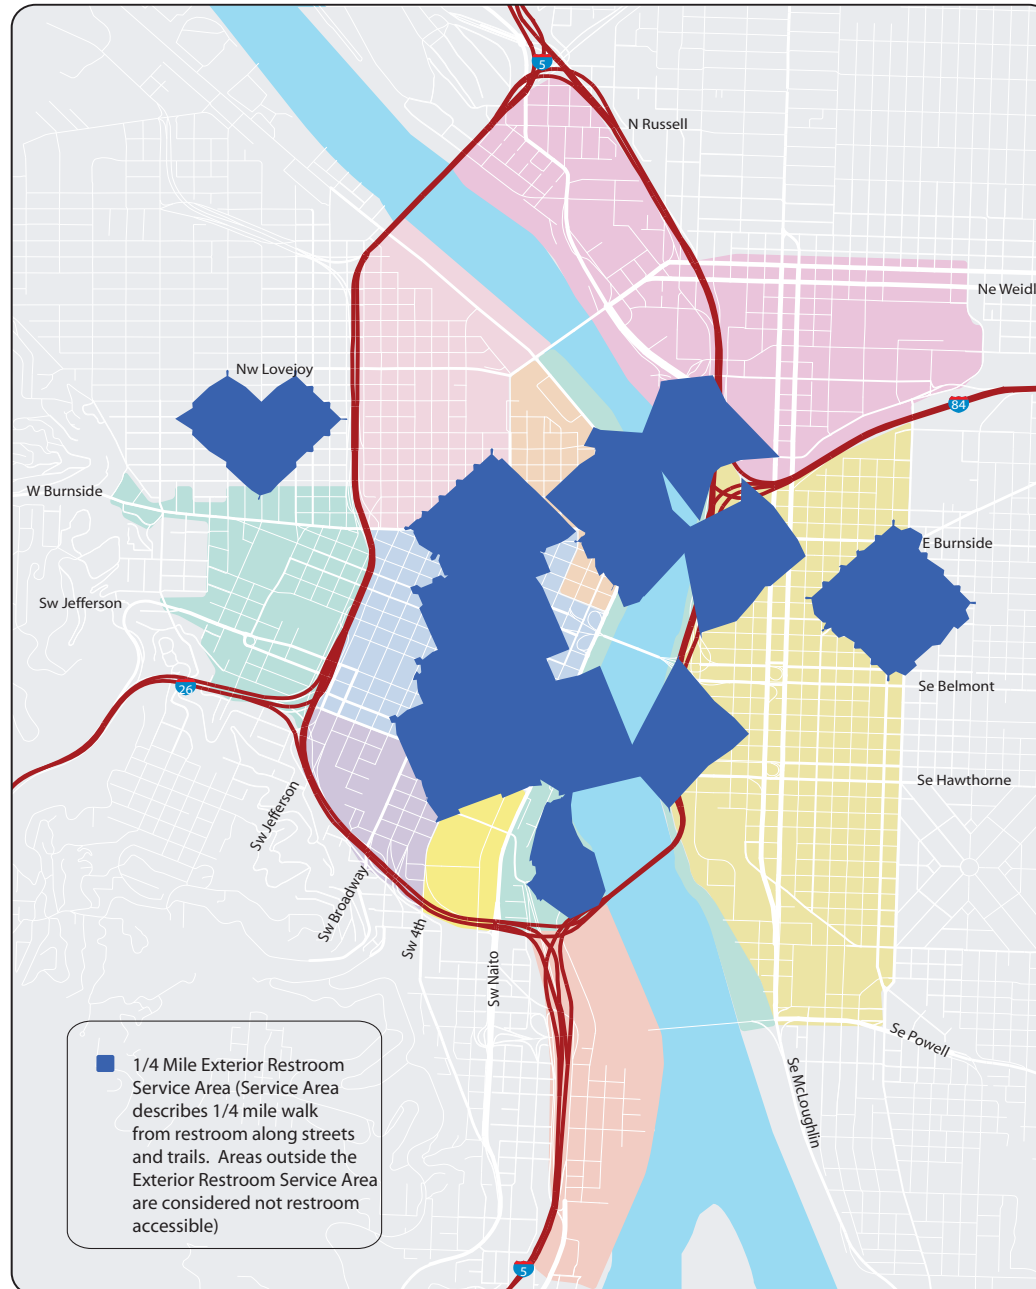 5
N Russell
Ne Weidl
Nw Lovejoy
84
W Burnside
E Burnside
Sw Jefferson
26
Se Belmont
Se Hawthorne
Sw Jefferson
Sw Broadway
Sw 4th
Sw Naito
Se Powell
Se McLoughlin
1/4 Mile Exterior Restroom
Service Area (Service Area
describes 1/4 mile walk
from restroom along streets
and trails. Areas outside the
Exterior Restroom Service Area
are considered not restroom
accessible)
5